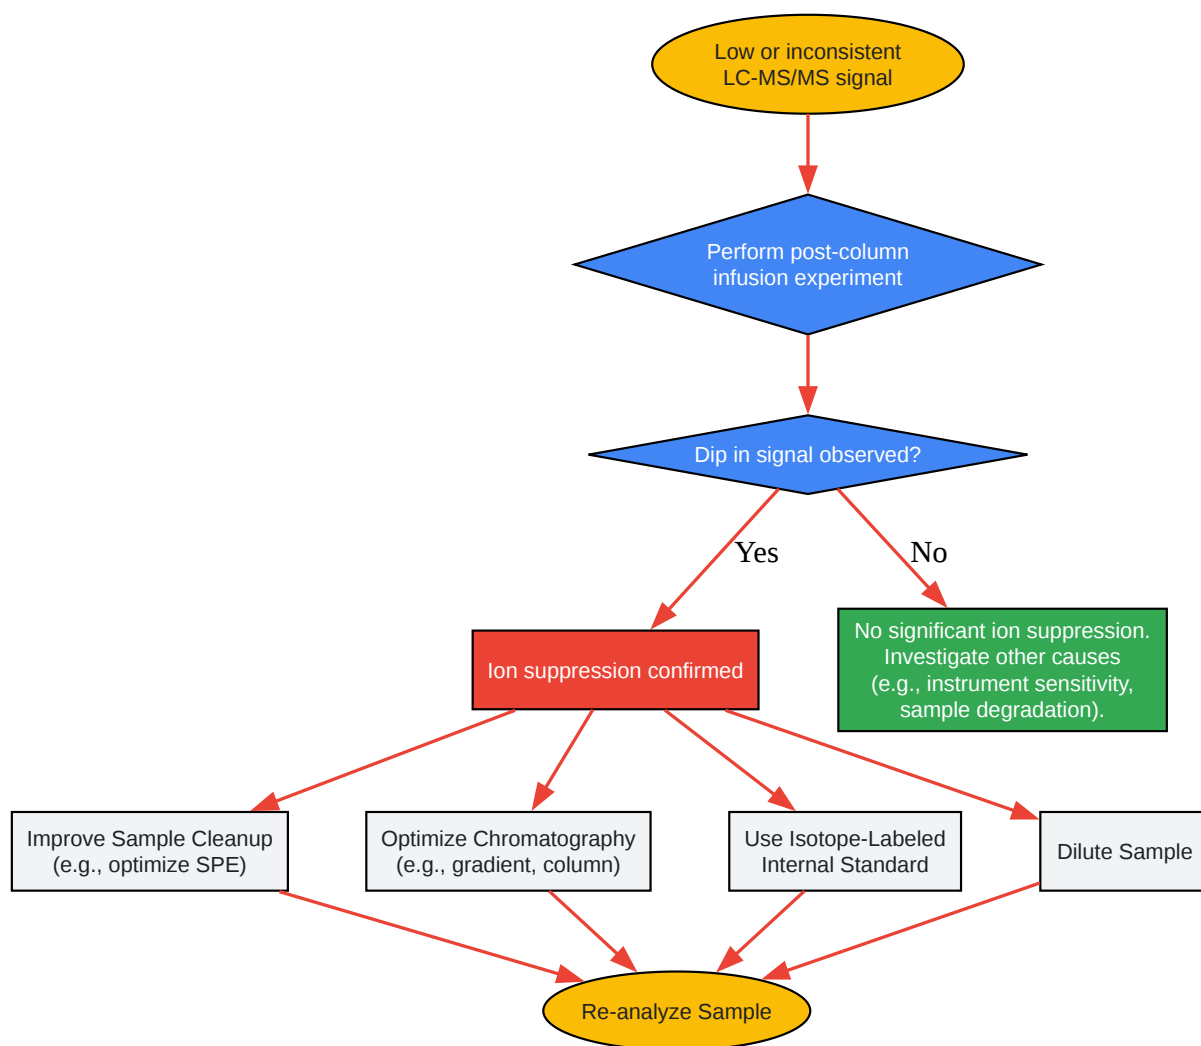 Low or inconsistent
LC-MS/MS signal
Perform post-column
infusion experiment
Dip in signal observed?
Yes
No
Ion suppression confirmed
No significant ion suppression.
Investigate other causes
(e.g., instrument sensitivity,
sample degradation).
Improve Sample Cleanup
(e.g., optimize SPE)
Optimize Chromatography
(e.g., gradient, column)
Use Isotope-Labeled
Internal Standard
Dilute Sample
Re-analyze Sample